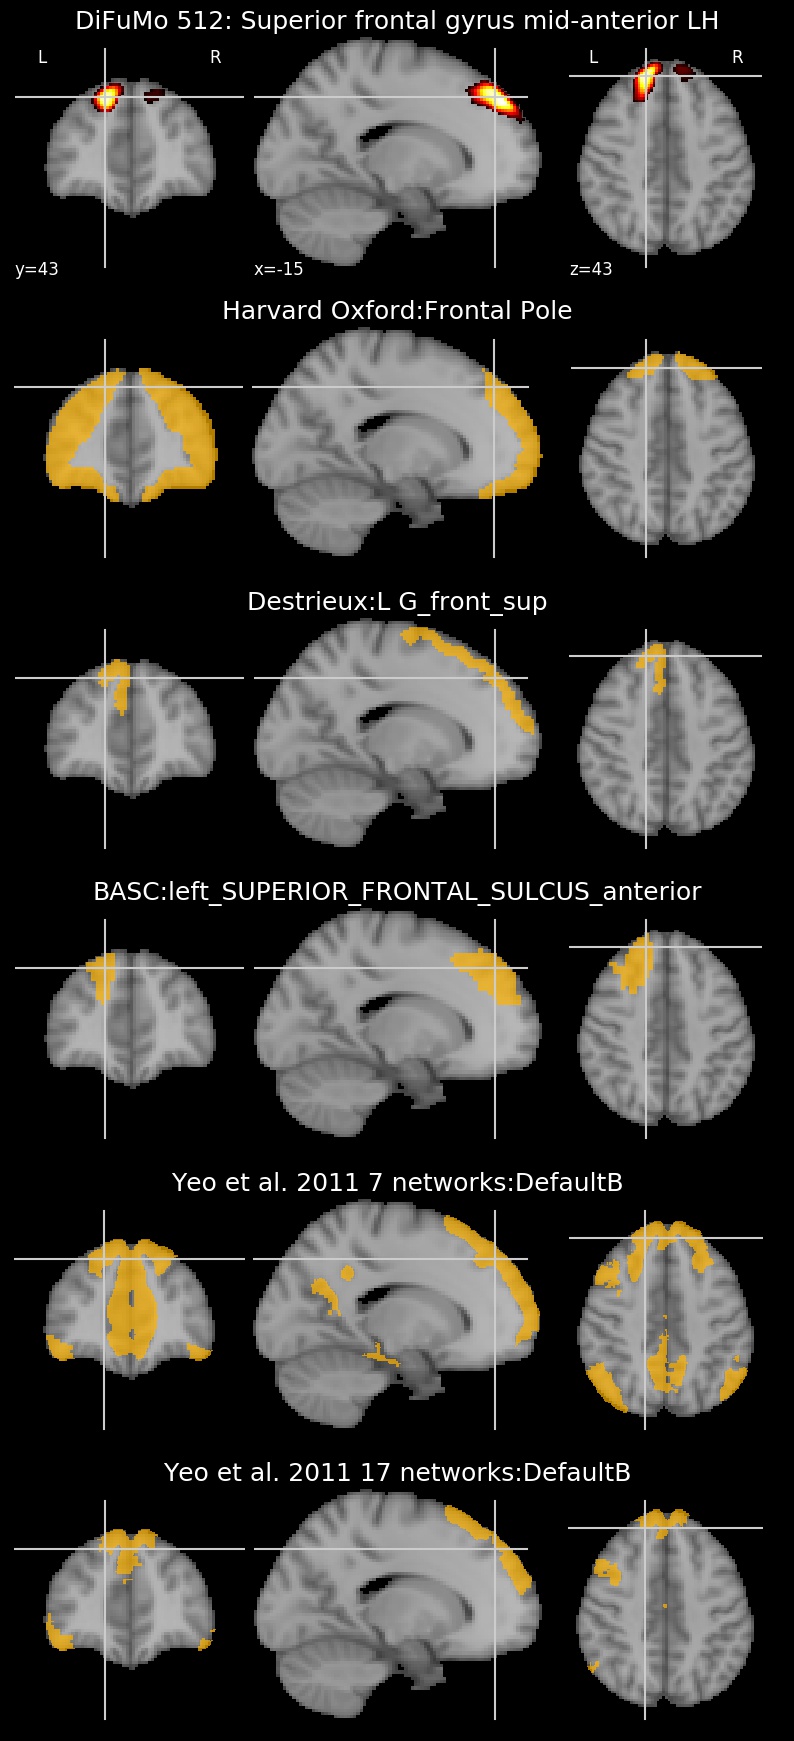 DiFuMo 512: Superior frontal gyrus mid-anterior LH
L R L R
y=43 x=-15 z=43
Harvard Oxford:Frontal Pole
Destrieux:L G_front_sup
BASC:left_SUPERIOR_FRONTAL_SULCUS_anterior
Yeo et al. 2011 7 networks:DefaultB
Yeo et al. 2011 17 networks:DefaultB